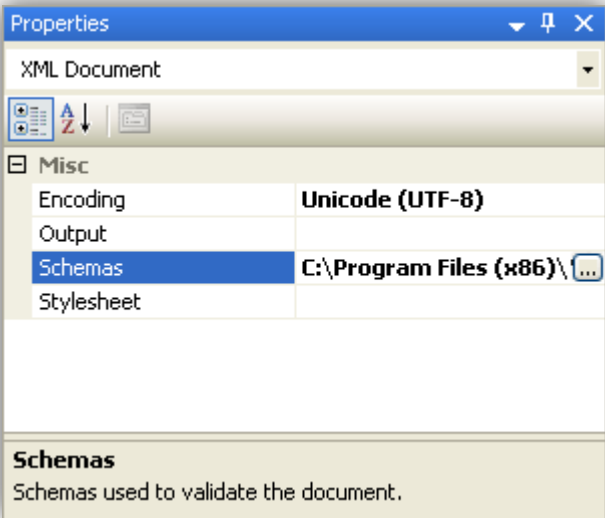 Properties
XML Document
A
Z
Misc
Encoding Unicode (UTF-8)
Output
Schemas C:\Program Files (x86)\ ...
Stylesheet
Schemas
Schemas used to validate the document.